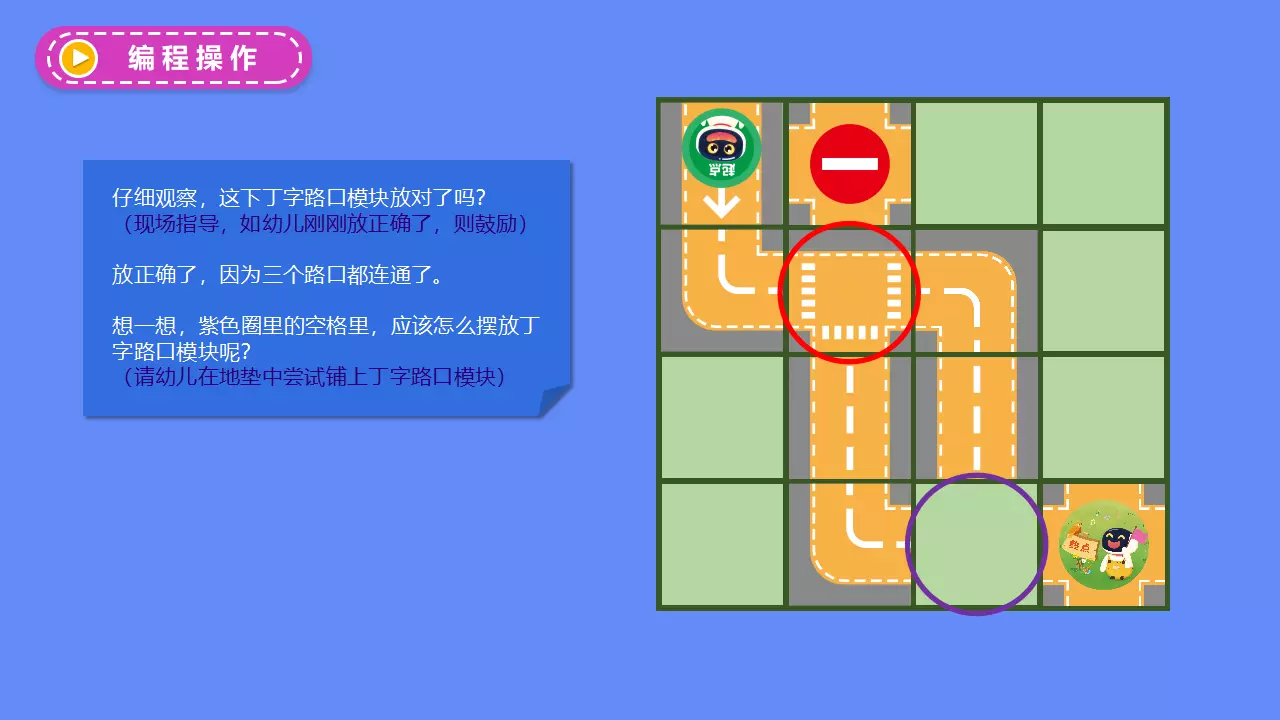 编程操作
仔细观察，这下丁字路口模块放对了吗？
（现场指导，如幼儿刚刚放正确了，则鼓励）
放正确了，因为三个路口都连通了。
想一想，紫色圈里的空格里，应该怎么摆放丁
字路口模块呢？
（请幼儿在地垫中尝试铺上丁字路口模块）
起点
终点